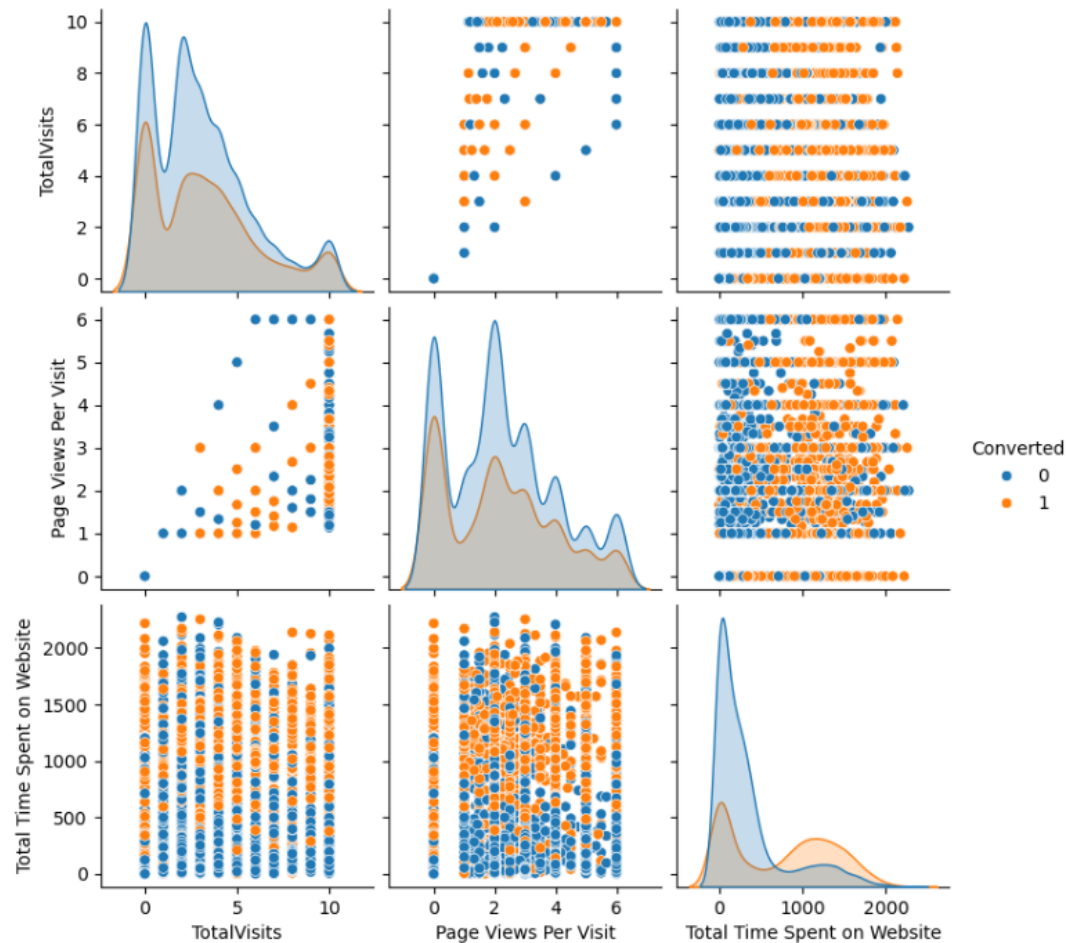 TotalVisits
10
8
6
4
2
0
Page Views Per Visit
6
5
4
3
2
1
0
Converted
0
1
Total Time Spent on Website
2000
1500
1000
500
0
0 5 10
0 2 4 6
0 1000 2000
TotalVisits
Page Views Per Visit
Total Time Spent on Website